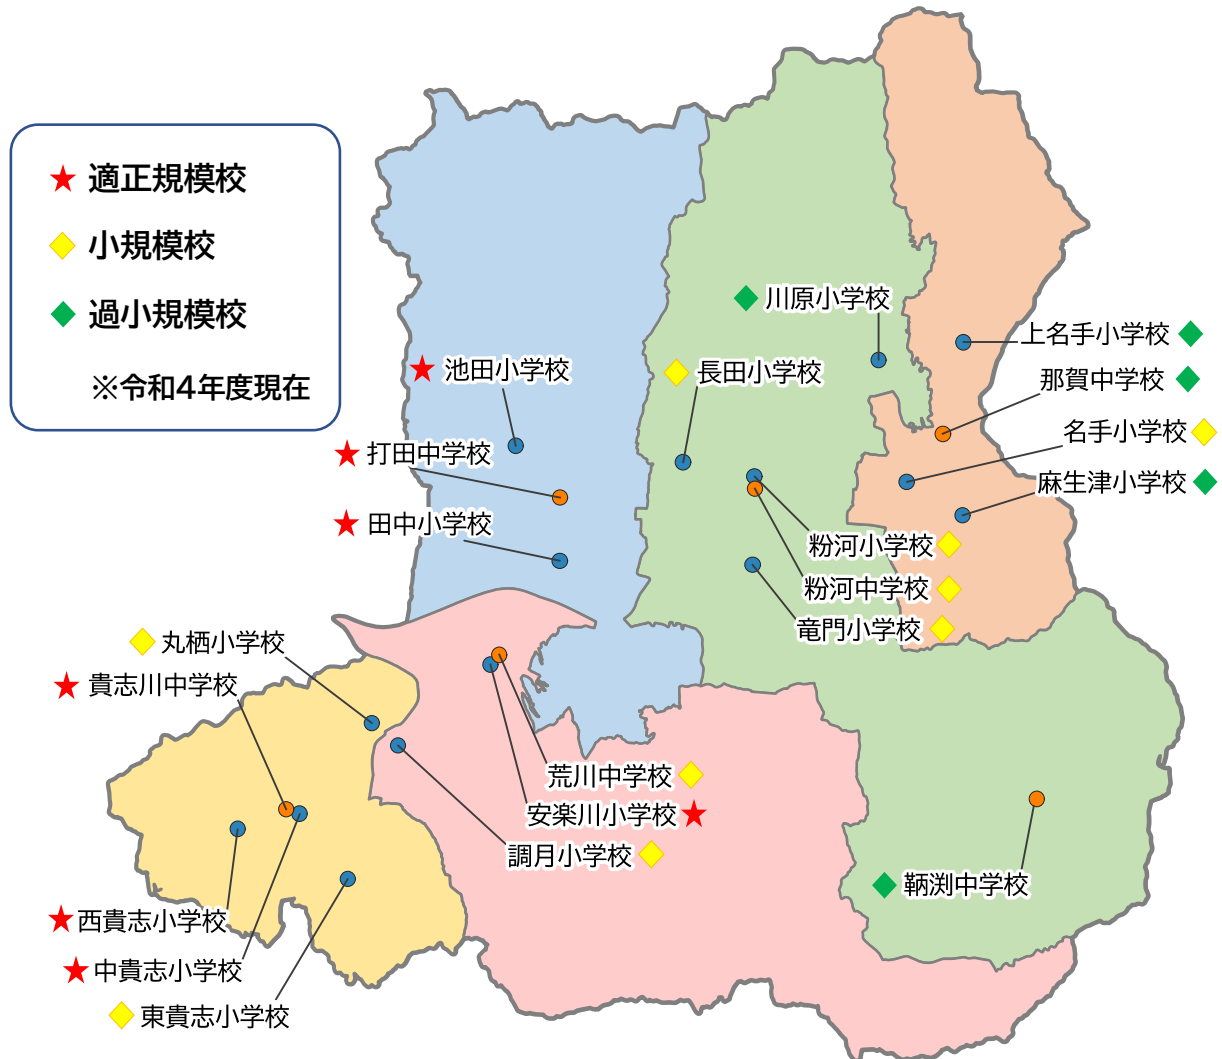 適正規模校
小規模校
過小規模校
※令和4年度現在
川原小学校
上名手小学校
池田小学校
長田小学校
那賀中学校
名手小学校
打田中学校
麻生津小学校
田中小学校
粉河小学校
粉河中学校
竜門小学校
丸栖小学校
貴志川中学校
荒川中学校
安楽川小学校
調月小学校
鞆渕中学校
西貴志小学校
中貴志小学校
東貴志小学校